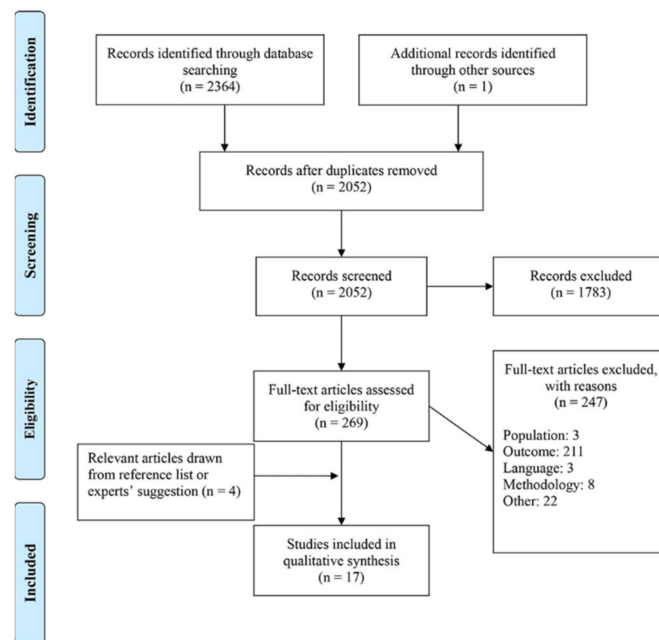 Identification
Records identified through database
searching
(n = 2364)
Additional records identified
through other sources
(n = 1)
Records after duplicates removed
(n = 2052)
Screening
Records screened
(n = 2052)
Records excluded
(n = 1783)
Eligibility
Full-text articles assessed
for eligibility
(n = 269)
Full-text articles excluded,
with reasons
(n = 247)
Population: 3
Outcome: 211
Language: 3
Methodology: 8
Other: 22
Relevant articles drawn
from reference list or
experts’ suggestion (n = 4)
Included
Studies included in
qualitative synthesis
(n = 17)